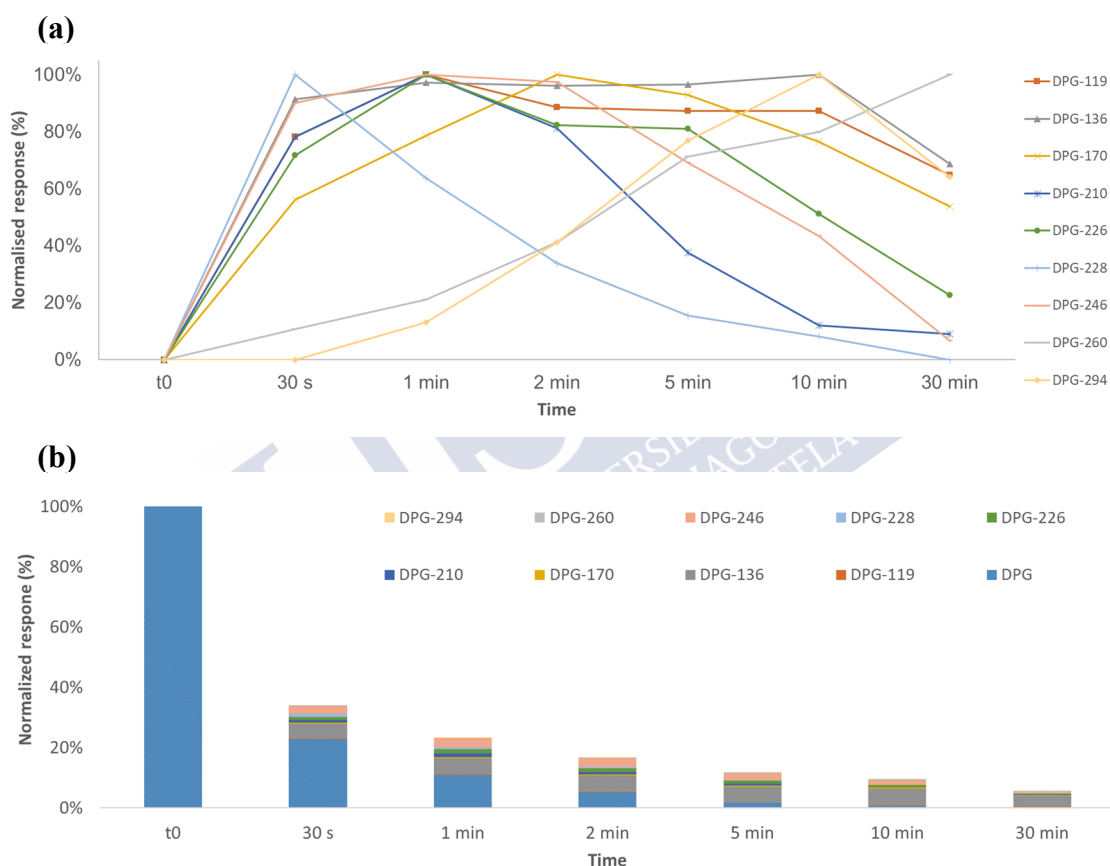 (a)
100%
80%
60%
40%
20%
0%
Normalised response (%)
t0 30 s 1 min 2 min 5 min 10 min 30 min
Time
DPG-119
DPG-136
DPG-170
DPG-210
DPG-226
DPG-228
DPG-246
DPG-260
DPG-294
(b)
100%
80%
60%
40%
20%
0%
Normalized respone (%)
DPG-294 DPG-260 DPG-246 DPG-228 DPG-226
DPG-210 DPG-170 DPG-136 DPG-119 DPG
t0 30 s 1 min 2 min 5 min 10 min 30 min
Time